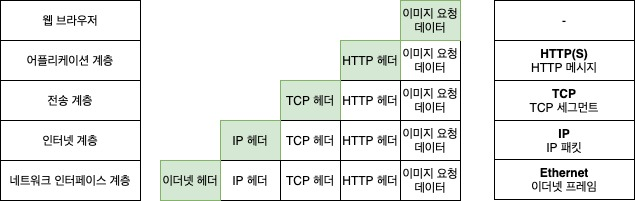 웹 브라우저
이미지 요청
데이터
-
어플리케이션 계층
HTTP 헤더
이미지 요청
데이터
HTTP(S)
HTTP 메시지
전송 계층
TCP 헤더
HTTP 헤더
이미지 요청
데이터
TCP
TCP 세그먼트
인터넷 계층
IP 헤더
TCP 헤더
HTTP 헤더
이미지 요청
데이터
IP
IP 패킷
네트워크 인터페이스 계층
이더넷 헤더
IP 헤더
TCP 헤더
HTTP 헤더
이미지 요청
데이터
Ethernet
이더넷 프레임